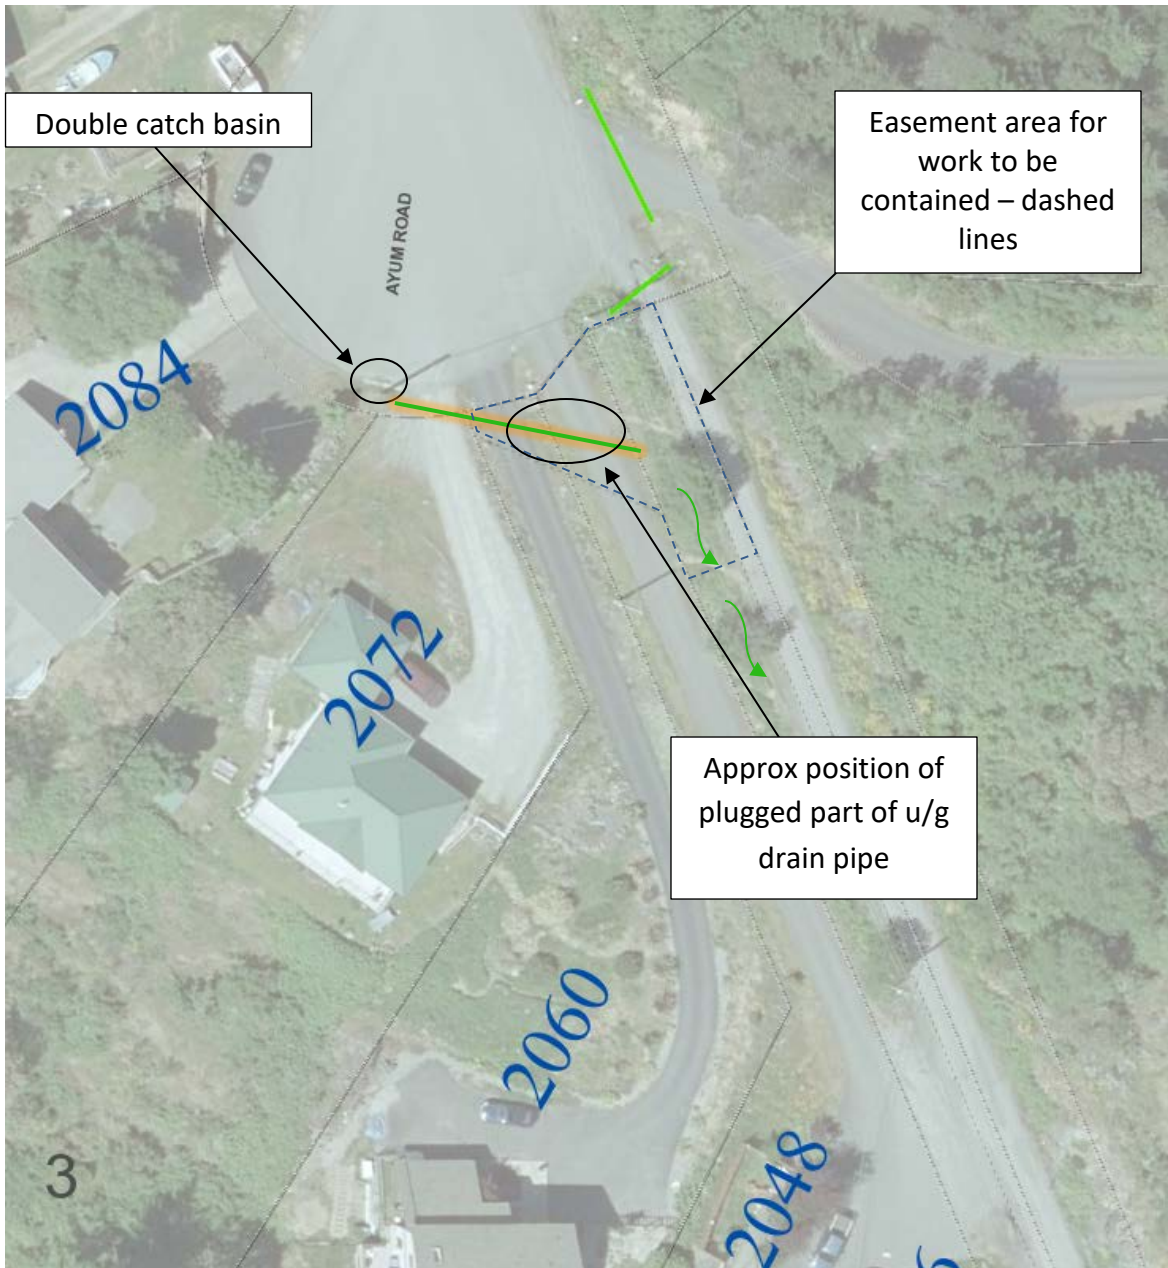 Double catch basin
Easement area for
work to be
contained – dashed
lines
AYUM ROAD
2084
2072
Approx position of
plugged part of u/g
drain pipe
2060
2048
3